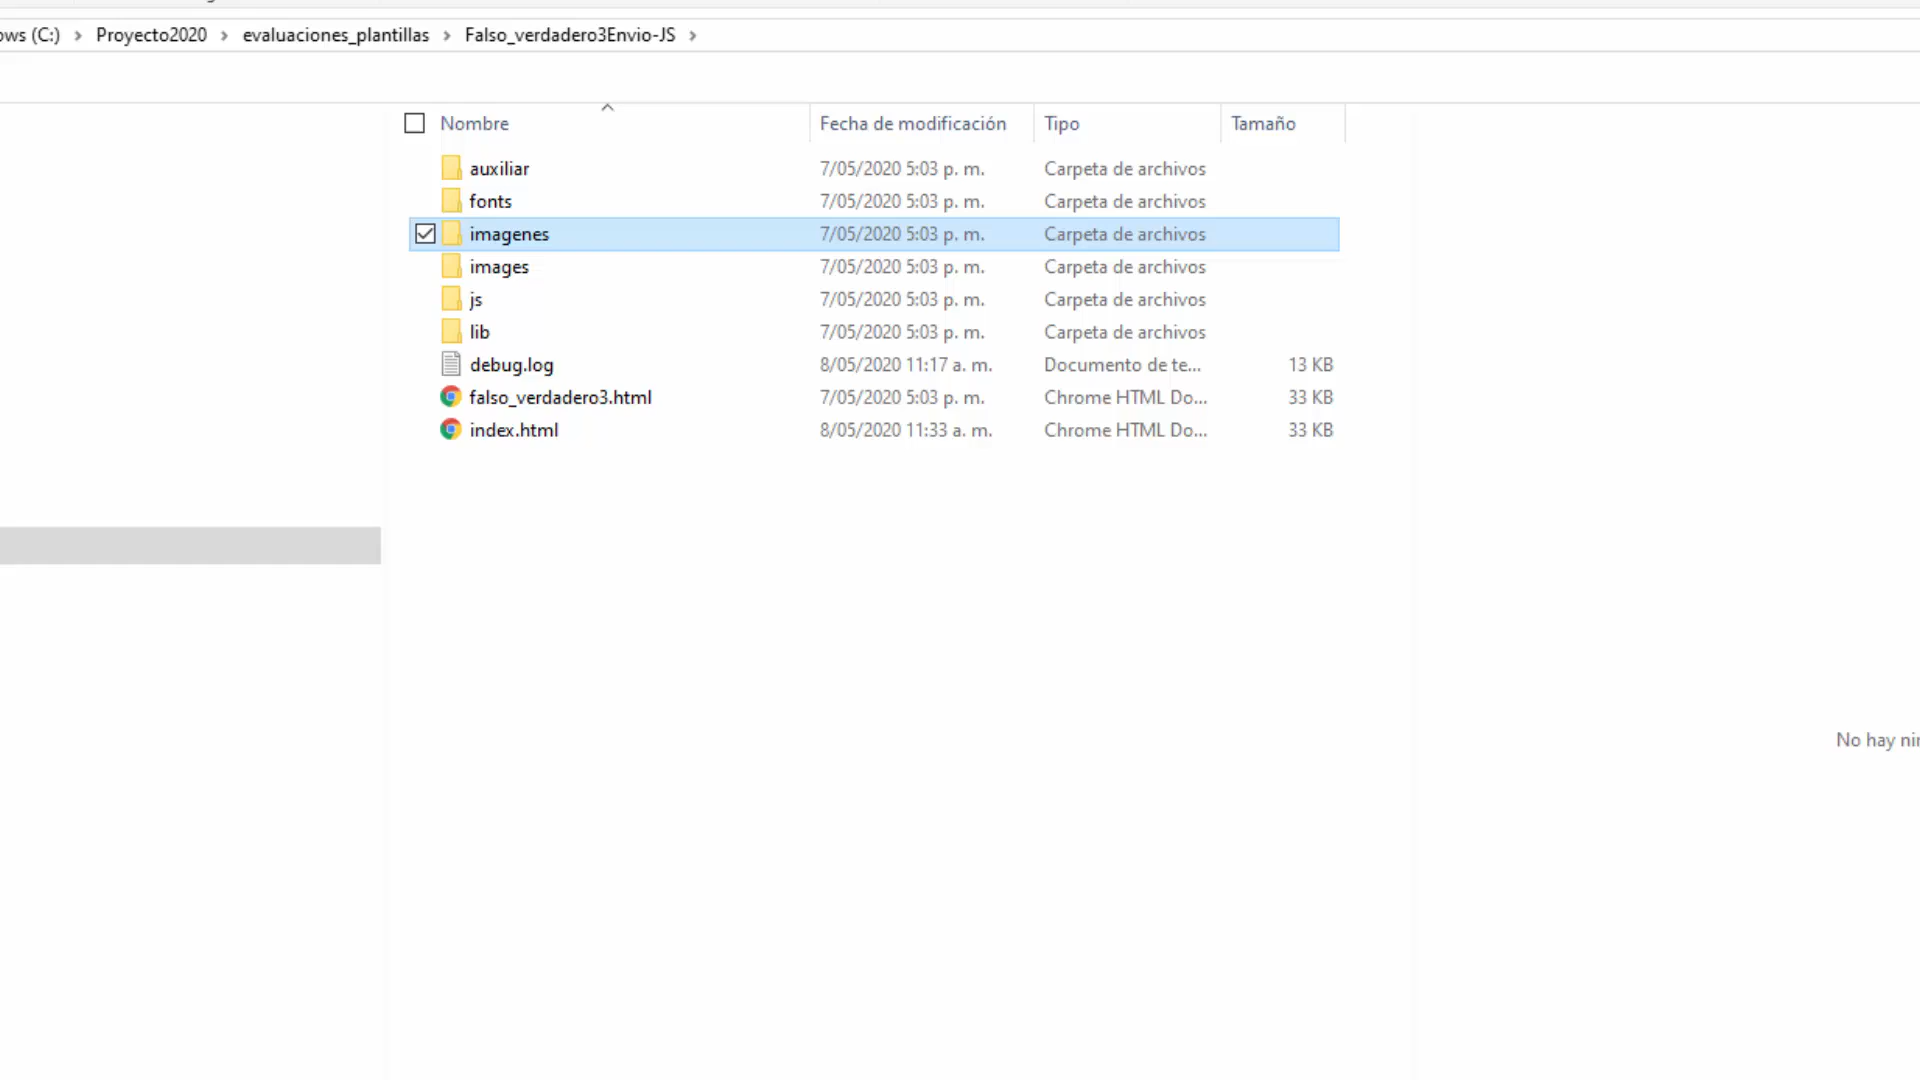 ows (C:) > Proyecto2020 > evaluaciones_plantillas > Falso_verdadero3Envio-JS >
Nombre Fecha de modificación Tipo Tamaño
auxiliar 7/05/2020 5:03 p. m. Carpeta de archivos
fonts 7/05/2020 5:03 p. m. Carpeta de archivos
imagenes 7/05/2020 5:03 p. m. Carpeta de archivos
images 7/05/2020 5:03 p. m. Carpeta de archivos
js 7/05/2020 5:03 p. m. Carpeta de archivos
lib 7/05/2020 5:03 p. m. Carpeta de archivos
debug.log 8/05/2020 11:17 a. m. Documento de te... 13 KB
falso_verdadero3.html 7/05/2020 5:03 p. m. Chrome HTML Do... 33 KB
index.html 8/05/2020 11:33 a. m. Chrome HTML Do... 33 KB
No hay nin